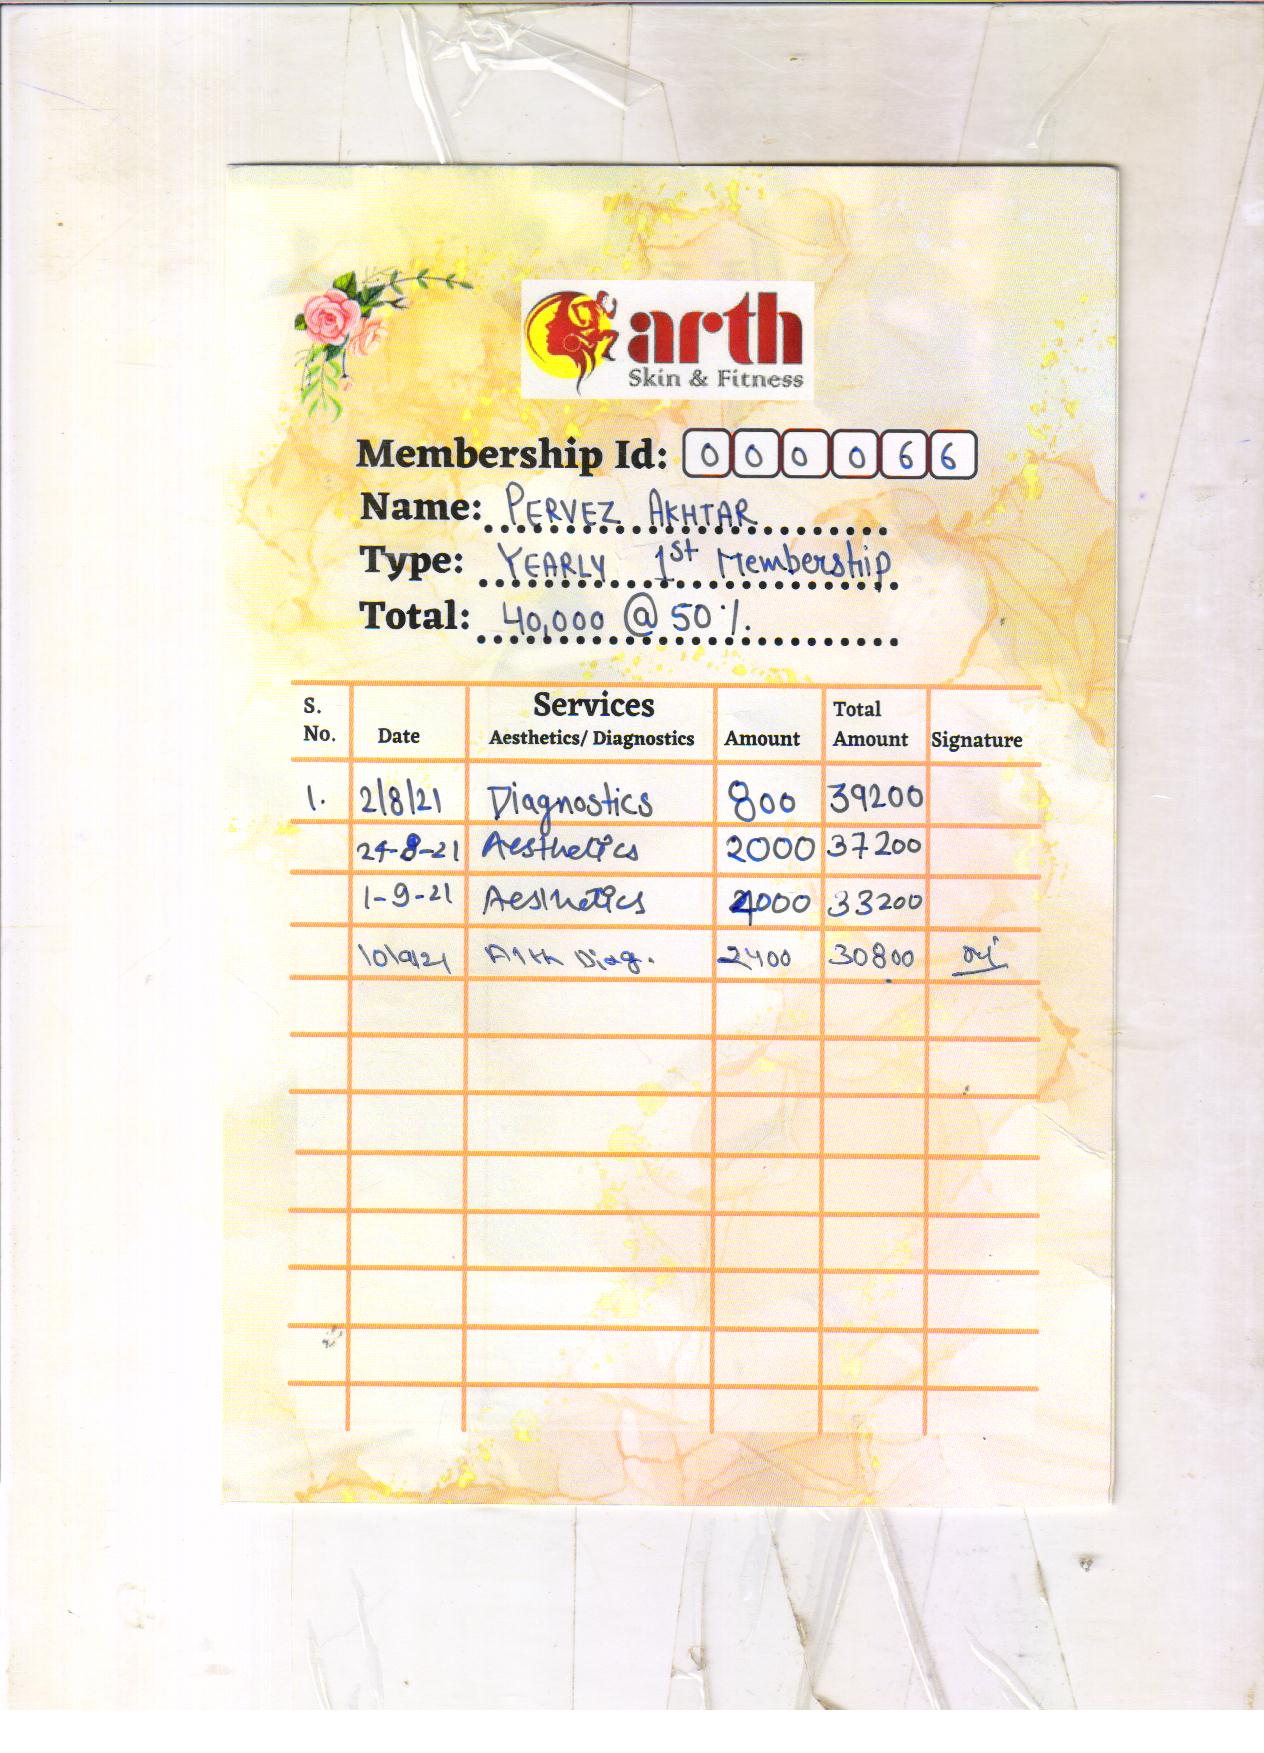 arth
Skin & Fitness
Membership Id: 000066
Name: PERVEZ AKHTAR
Type: YEARLY 1st Membership
Total: 40,000 @ 50 %.
S. No. Date Services Aesthetics/ Diagnostics Amount Total Amount Signature
1. 2/8/21 Diagnostics 800 39200
24-8-21 Aesthetics 2000 37200
1-9-21 Aesthetics 4000 33200
10/9/21 Diag. 2400 30800